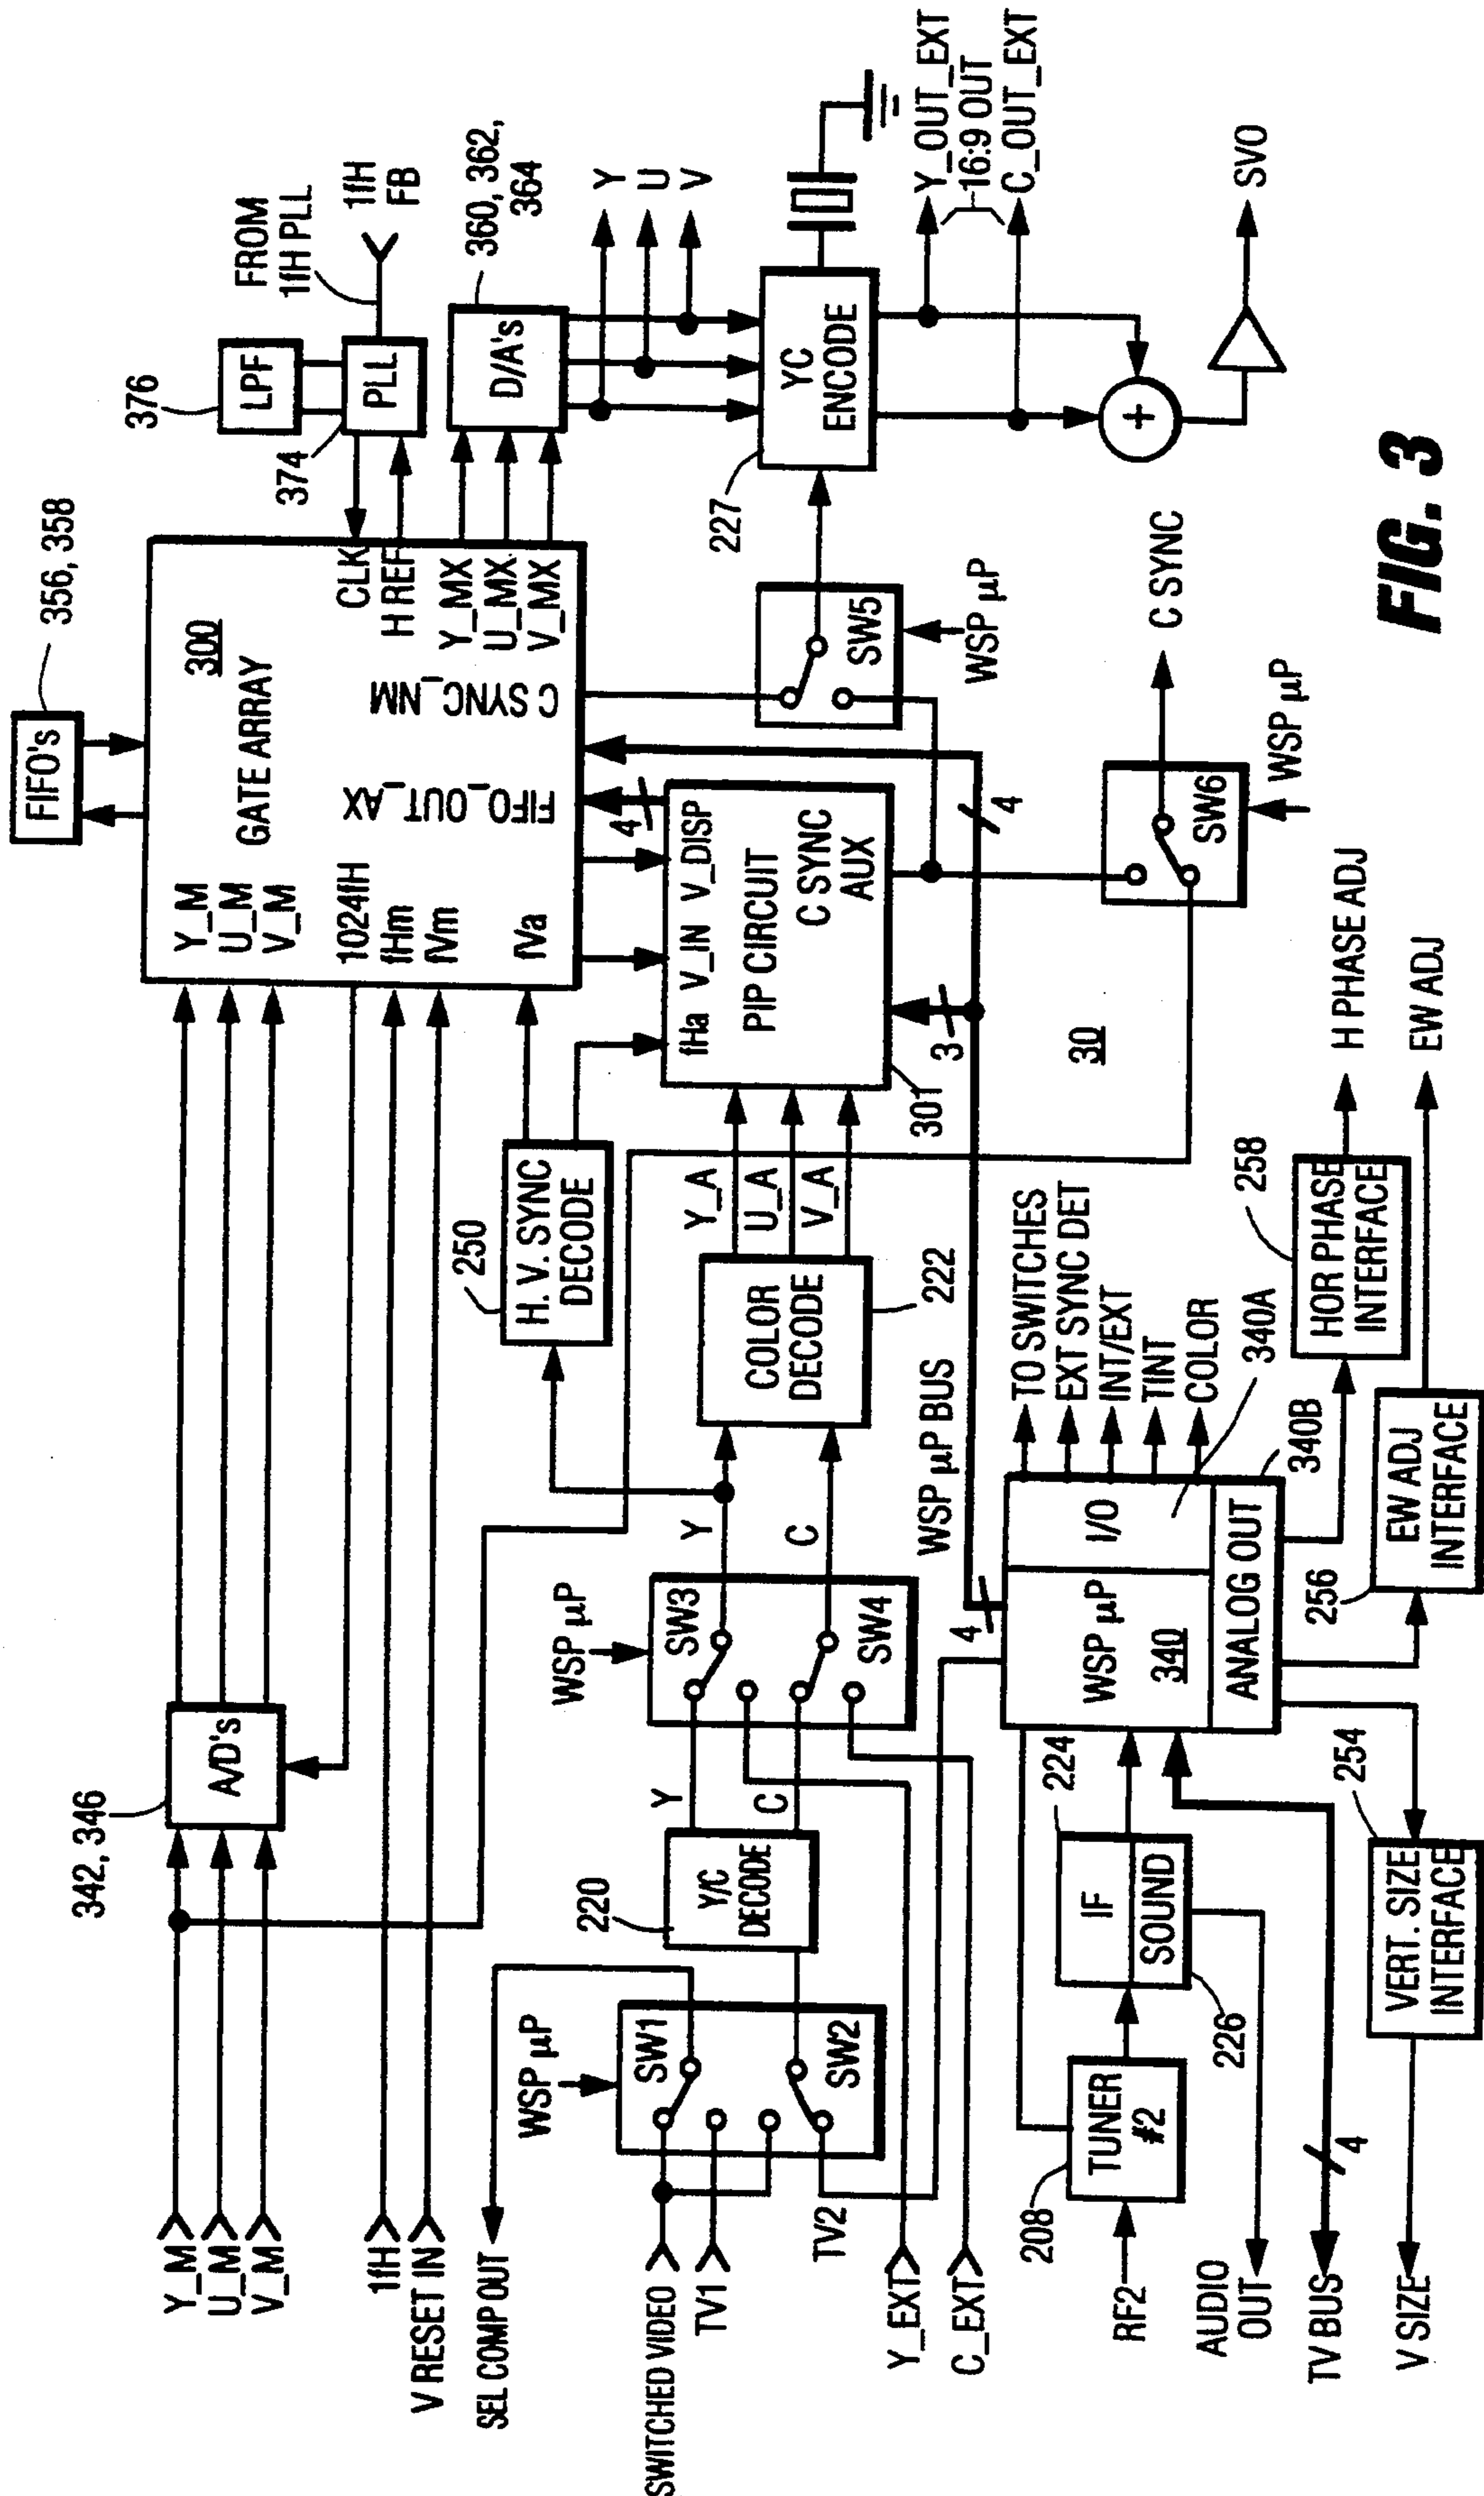 Y_M
U_M
V_M
1fH
V RESET IN
SEL COMP OUT
SWITCHED VIDEO
TV1
TV2
Y_EXT
C_EXT
RF2
AUDIO
OUT
TV BUS
4
V SIZE
342, 346
A/D's
WSP µP
SW1
SW2
220
Y/C
DECODE
Y
C
WSP µP
SW3
SW4
Y
C
208
TUNER
#2
224
IF
SOUND
226
254
VERT. SIZE
INTERFACE
4
WSP µP BUS
WSP µP
340
I/O
ANALOG OUT
TO SWITCHES
EXT SYNC DET
INT/EXT
TINT
COLOR
340A
340B
256
EW ADJ
INTERFACE
EW ADJ
258
HOR PHASE
INTERFACE
H PHASE ADJ
250
H. V. SYNC
DECODE
COLOR
DECODE
222
Y_A
U_A
V_A
FIFO's
356, 358
Y_M
U_M
V_M
300
GATE ARRAY
1024fH
fHm
fVm
fVa
CLK
H REF
Y_MX
U_MX
V_MX
FIFO_OUT_AX
C SYNC_NM
4
fHa
V_IN
V_DISP
PIP CIRCUIT
C SYNC
AUX
301
3
4
30
SW5
WSP µP
SW6
WSP µP
C SYNC
376
LPF
374
PLL
FROM
1fH PLL
1fH
FB
D/A's
360, 362,
364
Y
U
V
227
YC
ENCODE
Y_OUT_EXT
16:9 OUT
C_OUT_EXT
+
SVO
FIG. 3